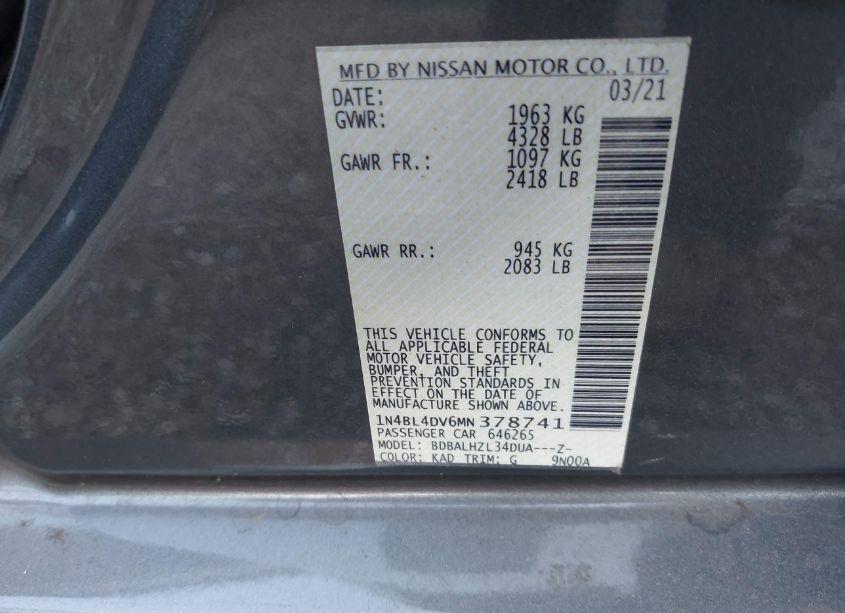 MFD BY NISSAN MOTOR CO., LTD.
DATE: 03/21
GVWR: 1963 KG
4328 LB
GAWR FR.: 1097 KG
2418 LB
GAWR RR.: 945 KG
2083 LB
THIS VEHICLE CONFORMS TO
ALL APPLICABLE FEDERAL
MOTOR VEHICLE SAFETY,
BUMPER, AND THEFT
PREVENTION STANDARDS IN
EFFECT ON THE DATE OF
MANUFACTURE SHOWN ABOVE.
1N4BL4DV6MN378741
PASSENGER CAR 646265
MODEL: BDBALHZL34DUA---Z-
COLOR: KAD TRIM: G 9N00A